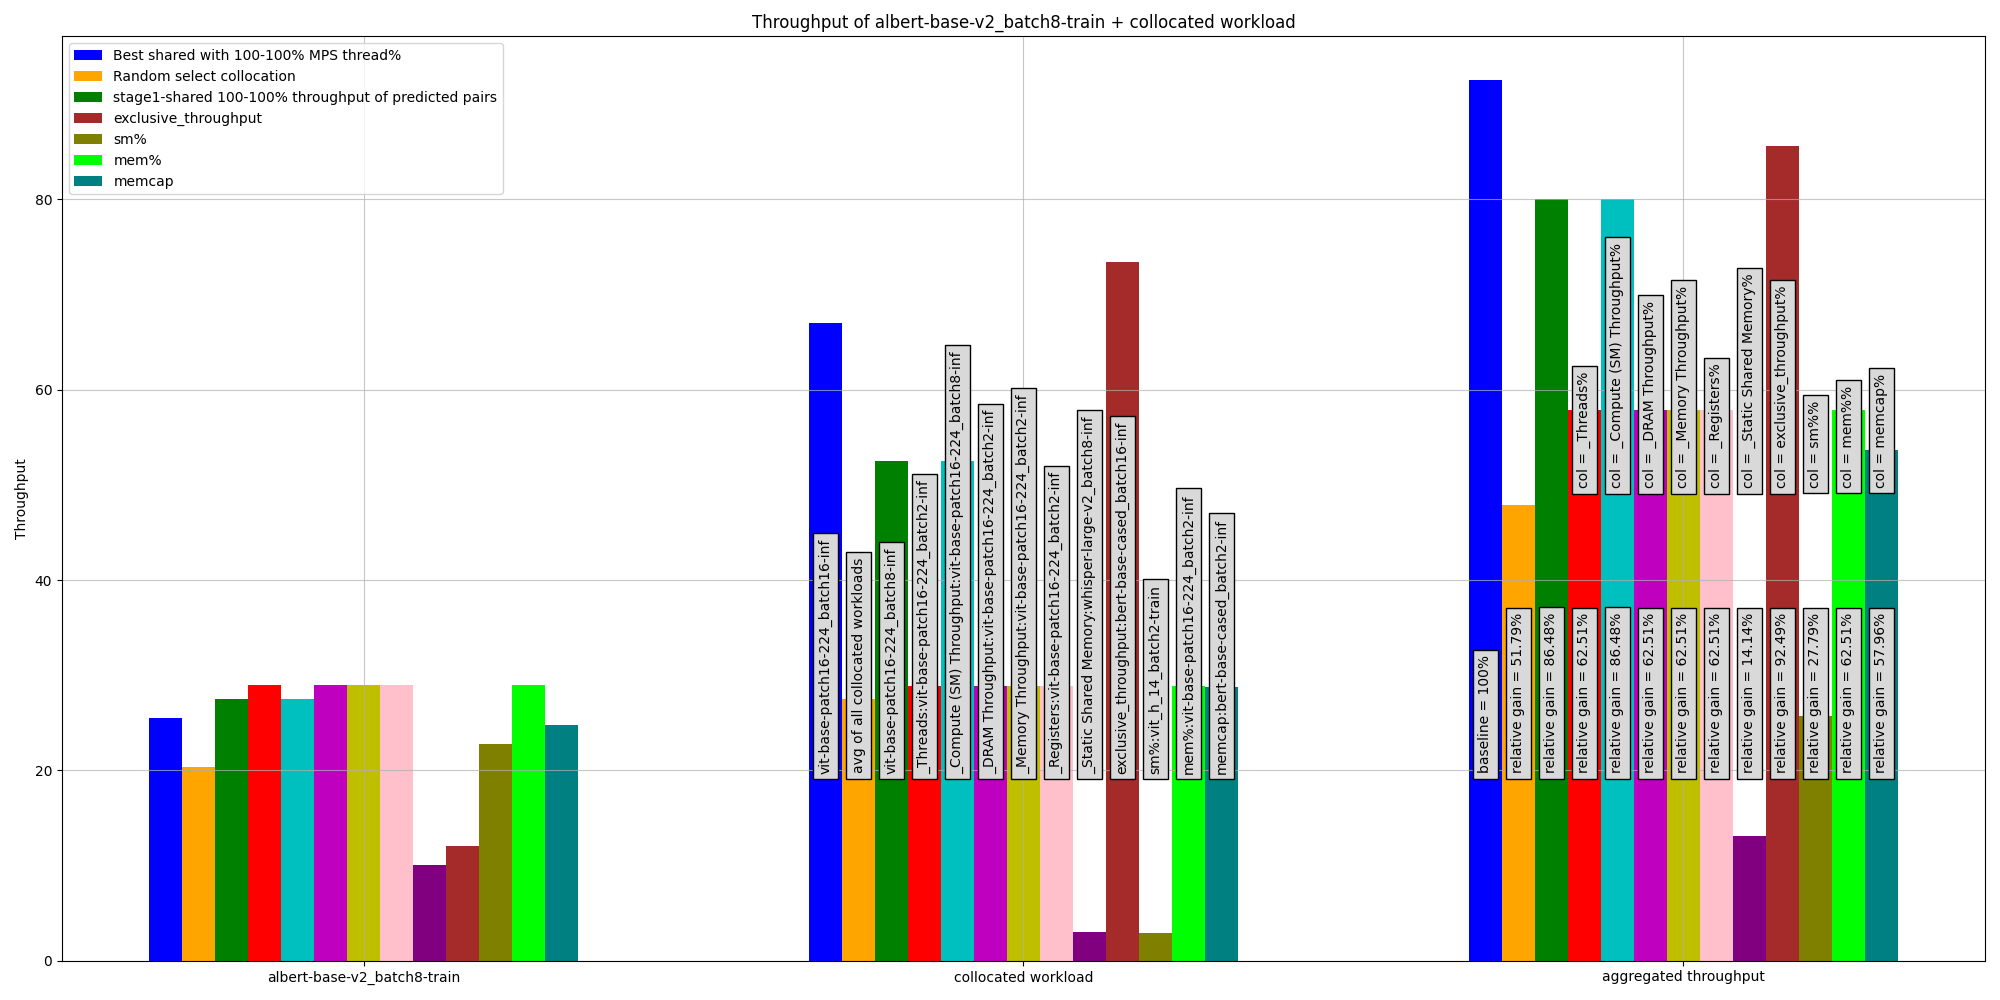 Throughput of albert-base-v2_batch8-train + collocated workload
Best shared with 100-100% MPS thread%
Random select collocation
stage1-shared 100-100% throughput of predicted pairs
exclusive_throughput
sm%
mem%
memcap
Throughput
80
60
40
20
0
vit-base-patch16-224_batch16-inf
avg of all collocated workloads
vit-base-patch16-224_batch8-inf
_Threads:vit-base-patch16-224_batch2-inf
_Compute (SM) Throughput:vit-base-patch16-224_batch8-inf
_DRAM Throughput:vit-base-patch16-224_batch2-inf
_Memory Throughput:vit-base-patch16-224_batch2-inf
_Registers:vit-base-patch16-224_batch2-inf
_Static Shared Memory:whisper-large-v2_batch8-inf
exclusive_throughput:bert-base-cased_batch16-inf
sm%:vit_h_14_batch2-train
mem%:vit-base-patch16-224_batch2-inf
memcap:bert-base-cased_batch2-inf
col = _Threads%
col = _Compute (SM) Throughput%
col = _DRAM Throughput%
col = _Memory Throughput%
col = _Registers%
col = _Static Shared Memory%
col = exclusive_throughput%
col = sm%%
col = mem%%
col = memcap%
baseline = 100%
relative gain = 51.79%
relative gain = 86.48%
relative gain = 62.51%
relative gain = 86.48%
relative gain = 62.51%
relative gain = 62.51%
relative gain = 62.51%
relative gain = 14.14%
relative gain = 92.49%
relative gain = 27.79%
relative gain = 62.51%
relative gain = 57.96%
albert-base-v2_batch8-train
collocated workload
aggregated throughput